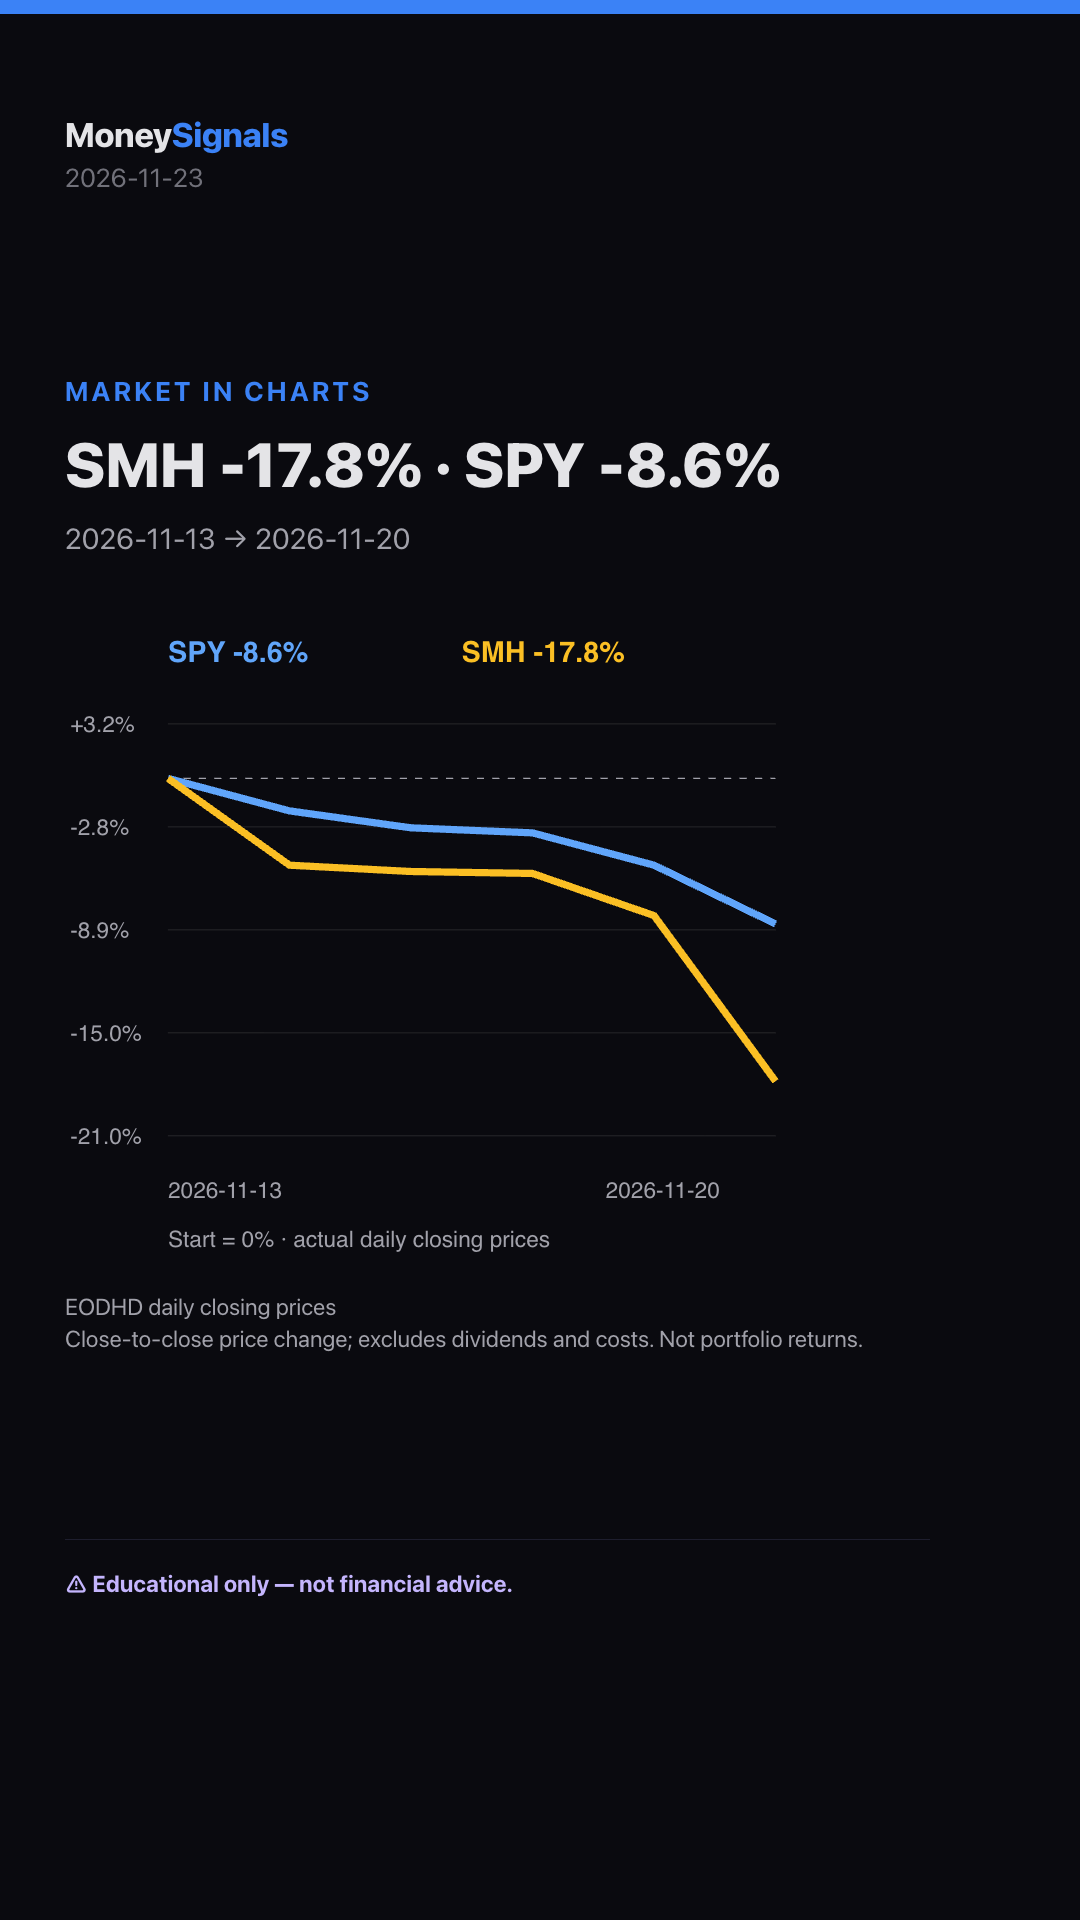 MoneySignals
2026-11-23
MARKET IN CHARTS
SMH -17.8% · SPY -8.6%
2026-11-13 → 2026-11-20
SPY -8.6% SMH -17.8%
+3.2%
-2.8%
-8.9%
-15.0%
-21.0%
2026-11-13 2026-11-20
Start = 0% · actual daily closing prices
EODHD daily closing prices
Close-to-close price change; excludes dividends and costs. Not portfolio returns.
⚠ Educational only — not financial advice.